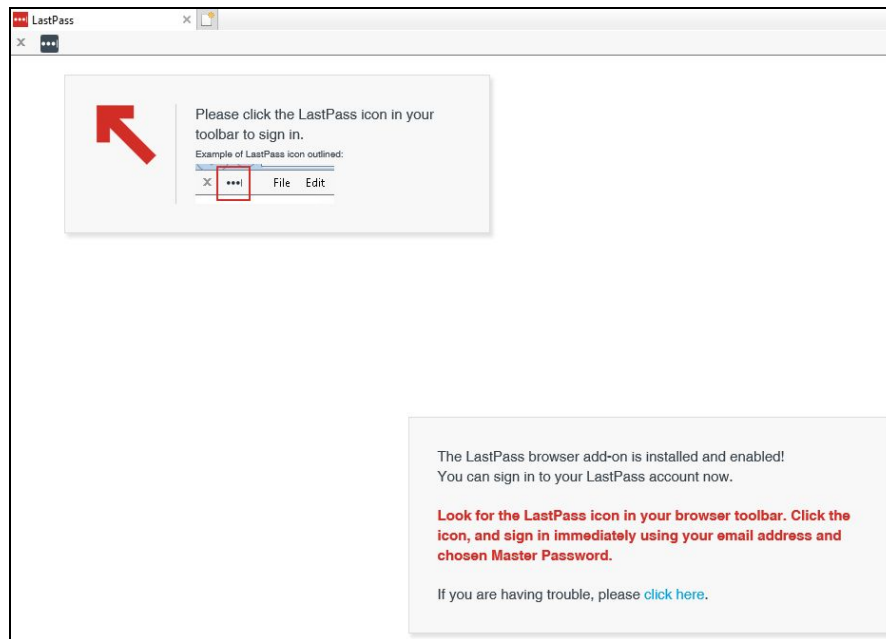 LastPass
Please click the LastPass icon in your
toolbar to sign in.
Example of LastPass icon outlined:
File Edit
The LastPass browser add-on is installed and enabled!
You can sign in to your LastPass account now.
Look for the LastPass icon in your browser toolbar. Click the
icon, and sign in immediately using your email address and
chosen Master Password.
If you are having trouble, please click here.